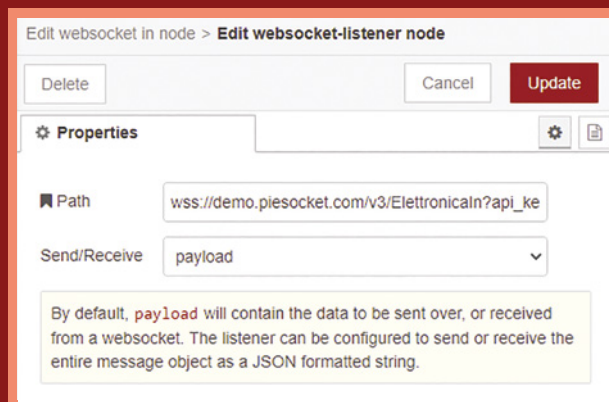 Edit websocket in node > Edit websocket-listener node
Delete
Cancel
Update
Properties
Path
wss://demo.piesocket.com/v3/ElettronicaIn?api_ke
Send/Receive
payload
By default, payload will contain the data to be sent over, or received
from a websocket. The listener can be configured to send or receive the
entire message object as a JSON formatted string.